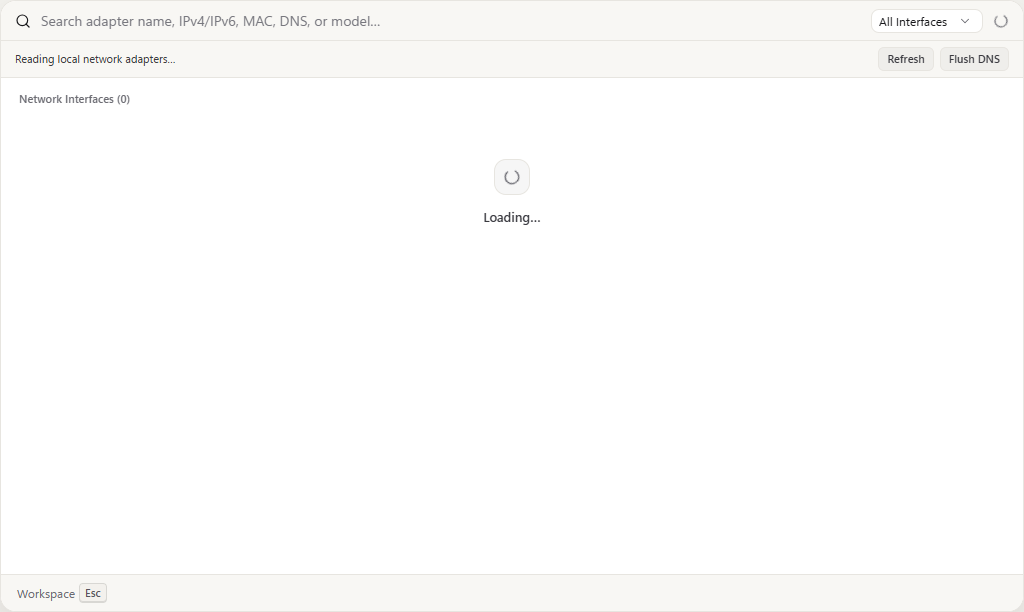 Search adapter name, IPv4/IPv6, MAC, DNS, or model...
All Interfaces
Reading local network adapters...
Refresh
Flush DNS
Network Interfaces (0)
Loading...
Workspace Esc